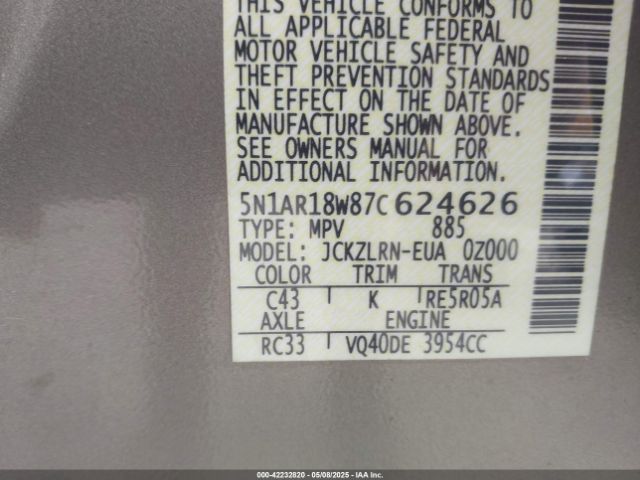 THIS VEHICLE CONFORMS TO
ALL APPLICABLE FEDERAL
MOTOR VEHICLE SAFETY AND
THEFT PREVENTION STANDARDS
IN EFFECT ON THE DATE OF
MANUFACTURE SHOWN ABOVE.
SEE OWNERS MANUAL FOR
ADDITIONAL INFORMATION.
5N1AR18W87C624626
TYPE: MPV 885
MODEL: JCKZLRN-EUA 0Z000
COLOR TRIM TRANS
C43 K RE5R05A
AXLE ENGINE
RC33 VQ40DE 3954CC
000-42232820 - 05/08/2025 - IAA Inc.